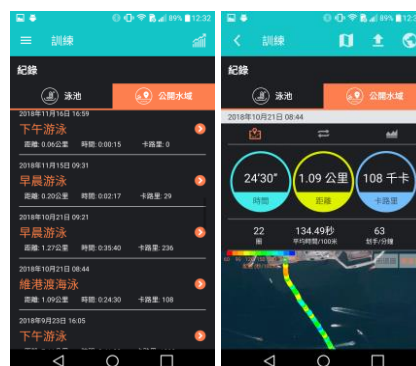 89% 12:32
訓練
紀錄
泳池
公開水域
2018年11月16日 16:59
下午游泳
距離: 0.06公里 時間: 0:00:15 卡路里: 0
2018年11月15日 09:31
早晨游泳
距離: 0.20公里 時間: 0:02:17 卡路里: 29
2018年10月21日 09:21
早晨游泳
距離: 1.27公里 時間: 0:35:40 卡路里: 236
2018年10月21日 08:44
維港渡海泳
距離: 1.09公里 時間: 0:24:30 卡路里: 108
2018年9月23日 16:05
下午游泳
89% 12:3
訓練
紀錄
泳池
公開水域
2018年10月21日 08:44
24'30"
時間
1.09 公里
距離
108 千卡
卡路里
22
圈
134.49秒
平均時間/100米
63
划手/分鐘